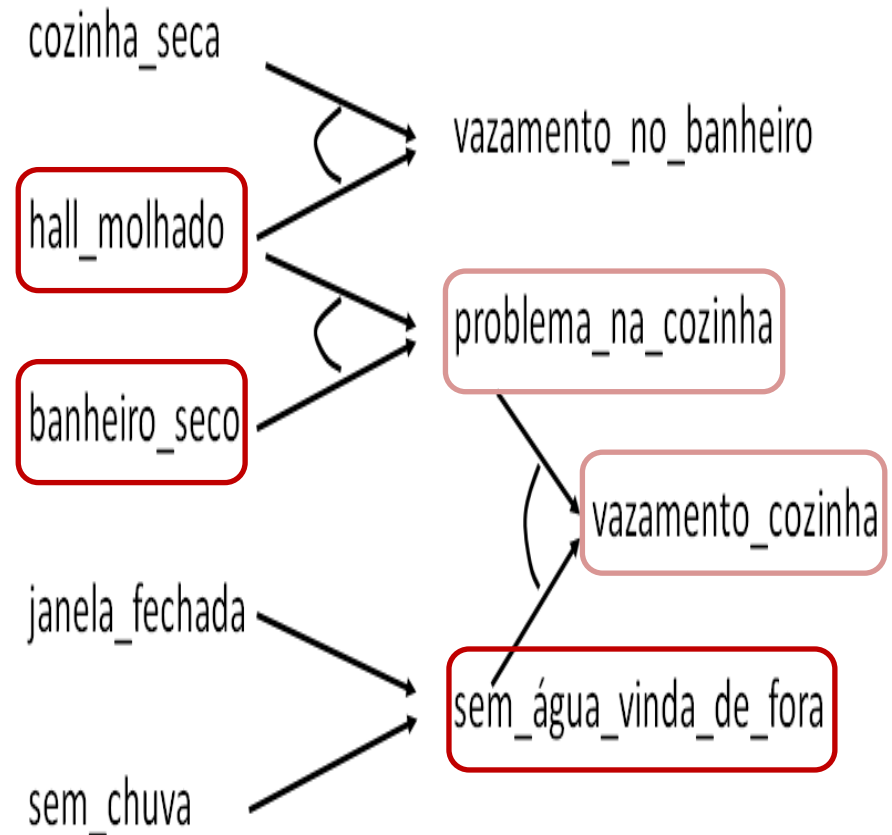 cozinha_seca
vazamento_no_banheiro
hall_molhado
problema_na_cozinha
banheiro_seco
vazamento_cozinha
janela_fechada
sem_água_vinda_de_fora
sem_chuva